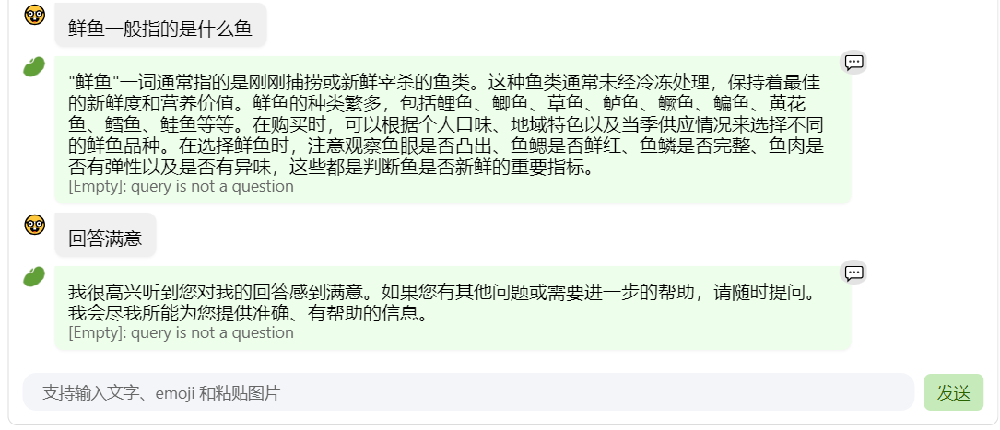 鲜鱼一般指的是什么鱼
"鲜鱼"一词通常指的是刚刚捕捞或新鲜宰杀的鱼类。这种鱼类通常未经冷冻处理，保持着最佳
的新鲜度和营养价值。鲜鱼的种类繁多，包括鲤鱼、鲫鱼、草鱼、鲈鱼、鳜鱼、鳊鱼、黄花
鱼、鳕鱼、鲑鱼等等。在购买时，可以根据个人口味、地域特色以及当季供应情况来选择不同
的鲜鱼品种。在选择鲜鱼时，注意观察鱼眼是否凸出、鱼鳃是否鲜红、鱼鳞是否完整、鱼肉是
否有弹性以及是否有异味，这些都是判断鱼是否新鲜的重要指标。
[Empty]: query is not a question
回答满意
我很高兴听到您对我的回答感到满意。如果您有其他问题或需要进一步的帮助，请随时提问。
我会尽我所能为您提供准确、有帮助的信息。
[Empty]: query is not a question
支持输入文字、emoji 和粘贴图片
发送